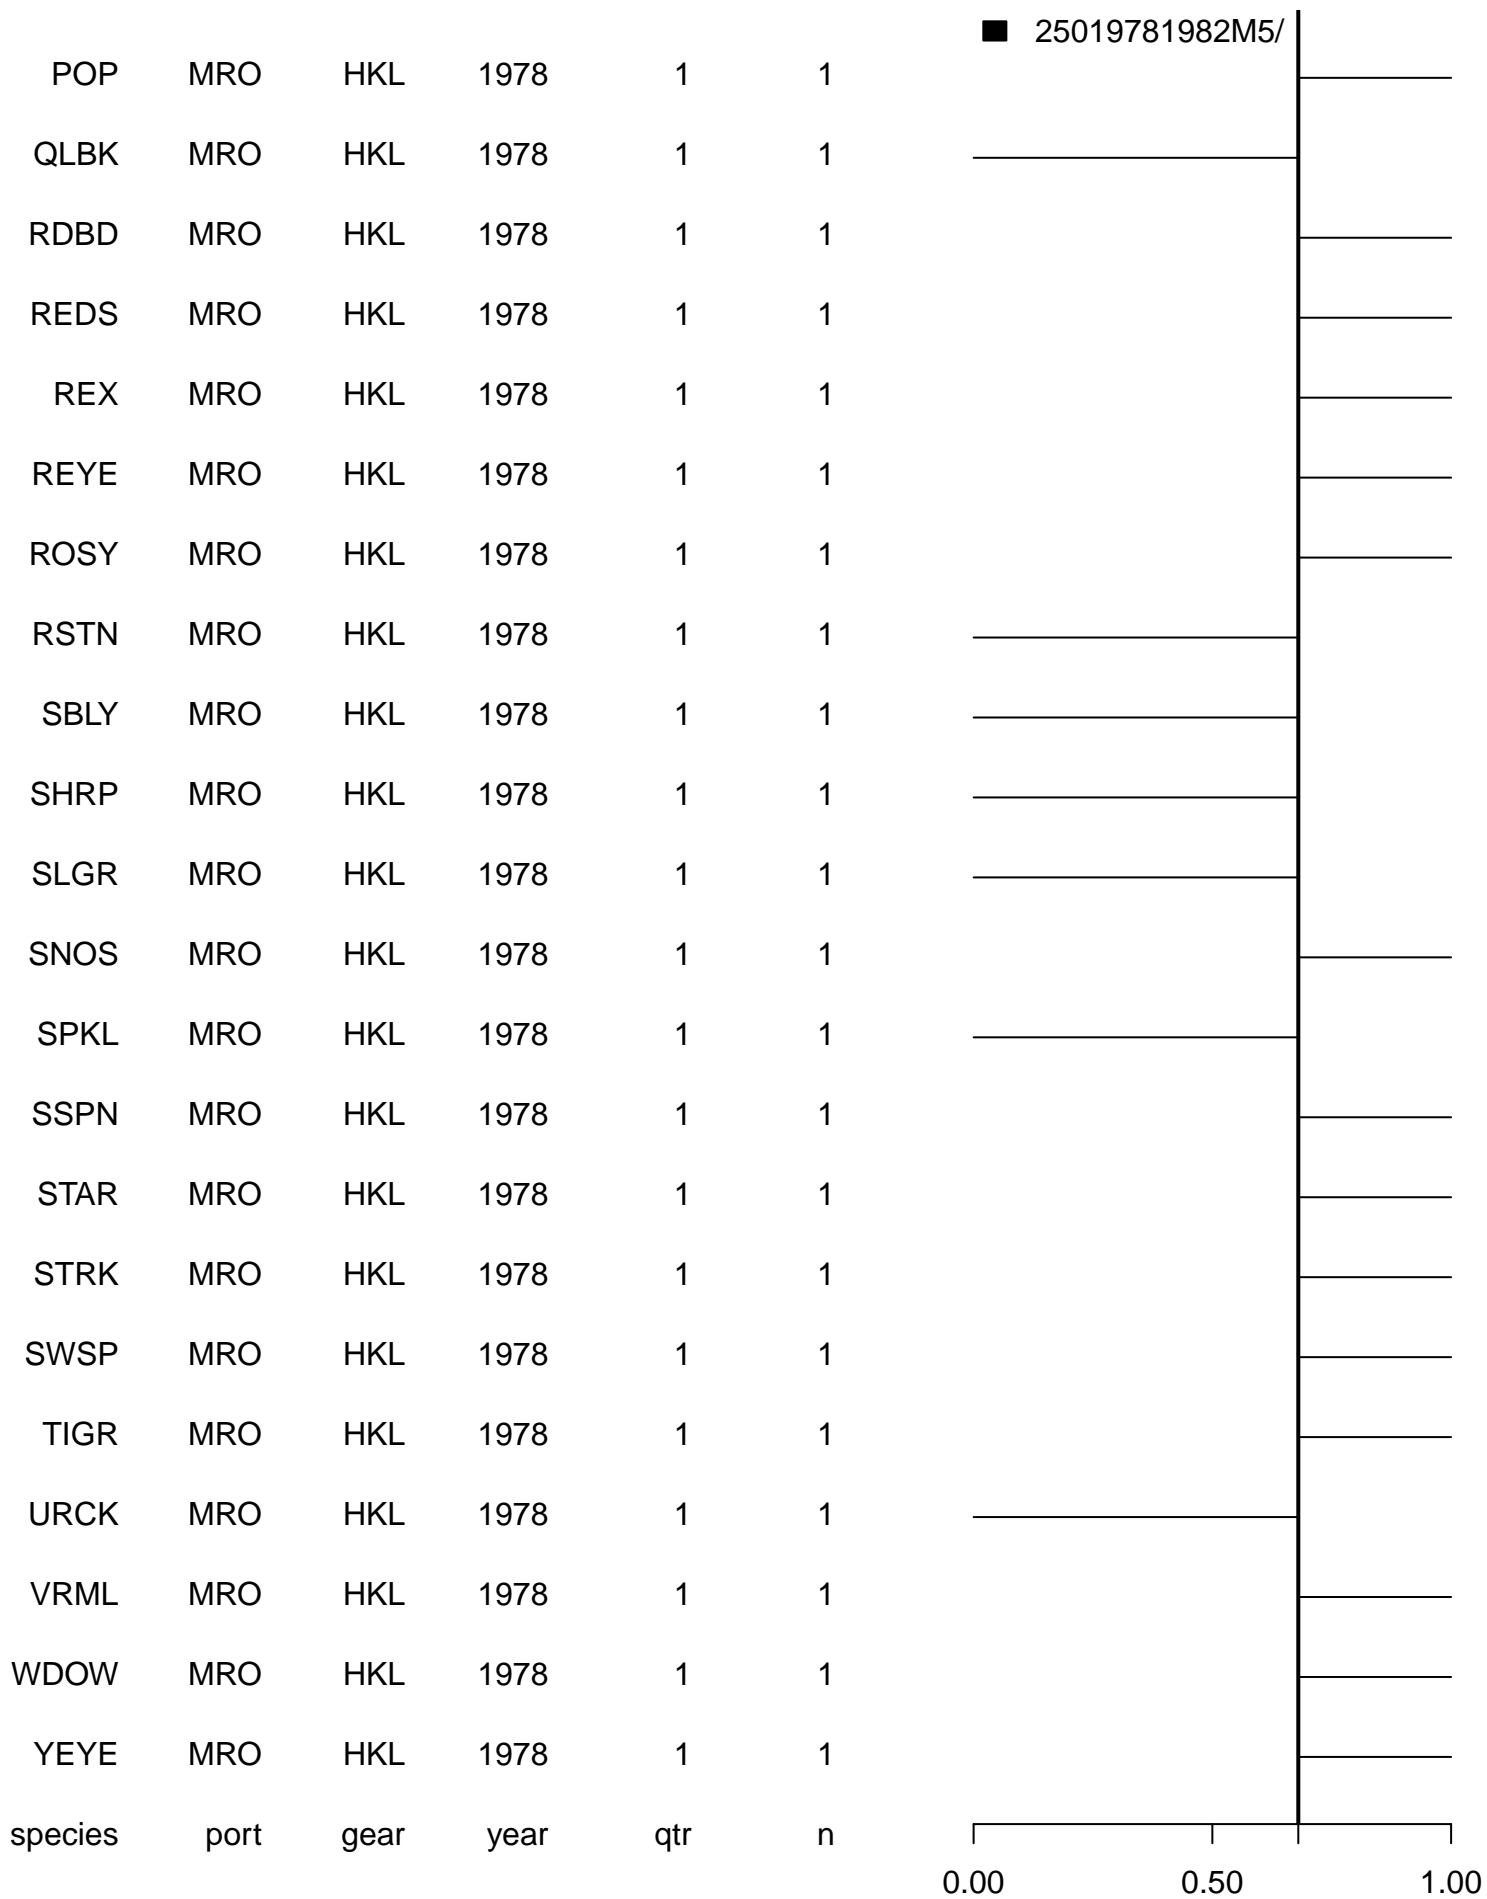 25019781982M5/
POP MRO HKL 1978 1 1
QLBK MRO HKL 1978 1 1
RDBD MRO HKL 1978 1 1
REDS MRO HKL 1978 1 1
REX MRO HKL 1978 1 1
REYE MRO HKL 1978 1 1
ROSY MRO HKL 1978 1 1
RSTN MRO HKL 1978 1 1
SBLY MRO HKL 1978 1 1
SHRP MRO HKL 1978 1 1
SLGR MRO HKL 1978 1 1
SNOS MRO HKL 1978 1 1
SPKL MRO HKL 1978 1 1
SSPN MRO HKL 1978 1 1
STAR MRO HKL 1978 1 1
STRK MRO HKL 1978 1 1
SWSP MRO HKL 1978 1 1
TIGR MRO HKL 1978 1 1
URCK MRO HKL 1978 1 1
VRML MRO HKL 1978 1 1
WDOW MRO HKL 1978 1 1
YEYE MRO HKL 1978 1 1
species port gear year qtr n
0.00 0.50 1.00